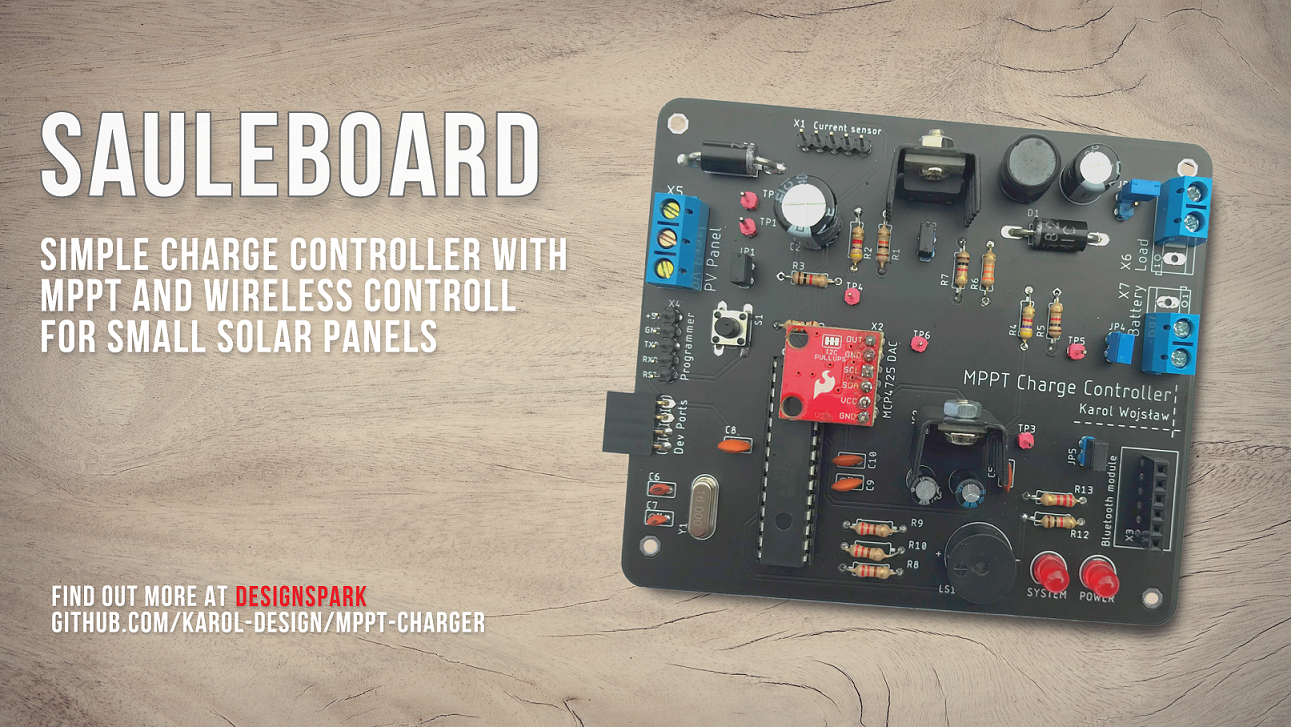 SAULEBOARD
SIMPLE CHARGE CONTROLLER WITH
MPPT AND WIRELESS CONTROLL
FOR SMALL SOLAR PANELS
FIND OUT MORE AT DESIGNSPARK
GITHUB.COM/KAROL-DESIGN/MPPT-CHARGER
X1 Current sensor
X5
PV Panel
TP1
JP1
R3
R1
TP4
D1
R7
R6
R4
R5
X6
Load
X7
Battery
JP4
TP5
TP6
X4
Programmer
S1
X2
MCP4725 DAC
I2C
PULLUPS
OUT
GND
SCL
SDA
VCC
GND
MPPT Charge Controller
Karol Wojsław
Dev Ports
C8
C10
C9
C6
C7
Y1
TP3
JP5
Bluetooth module
X3
R13
R12
R9
R10
R8
LS1
SYSTEM
POWER